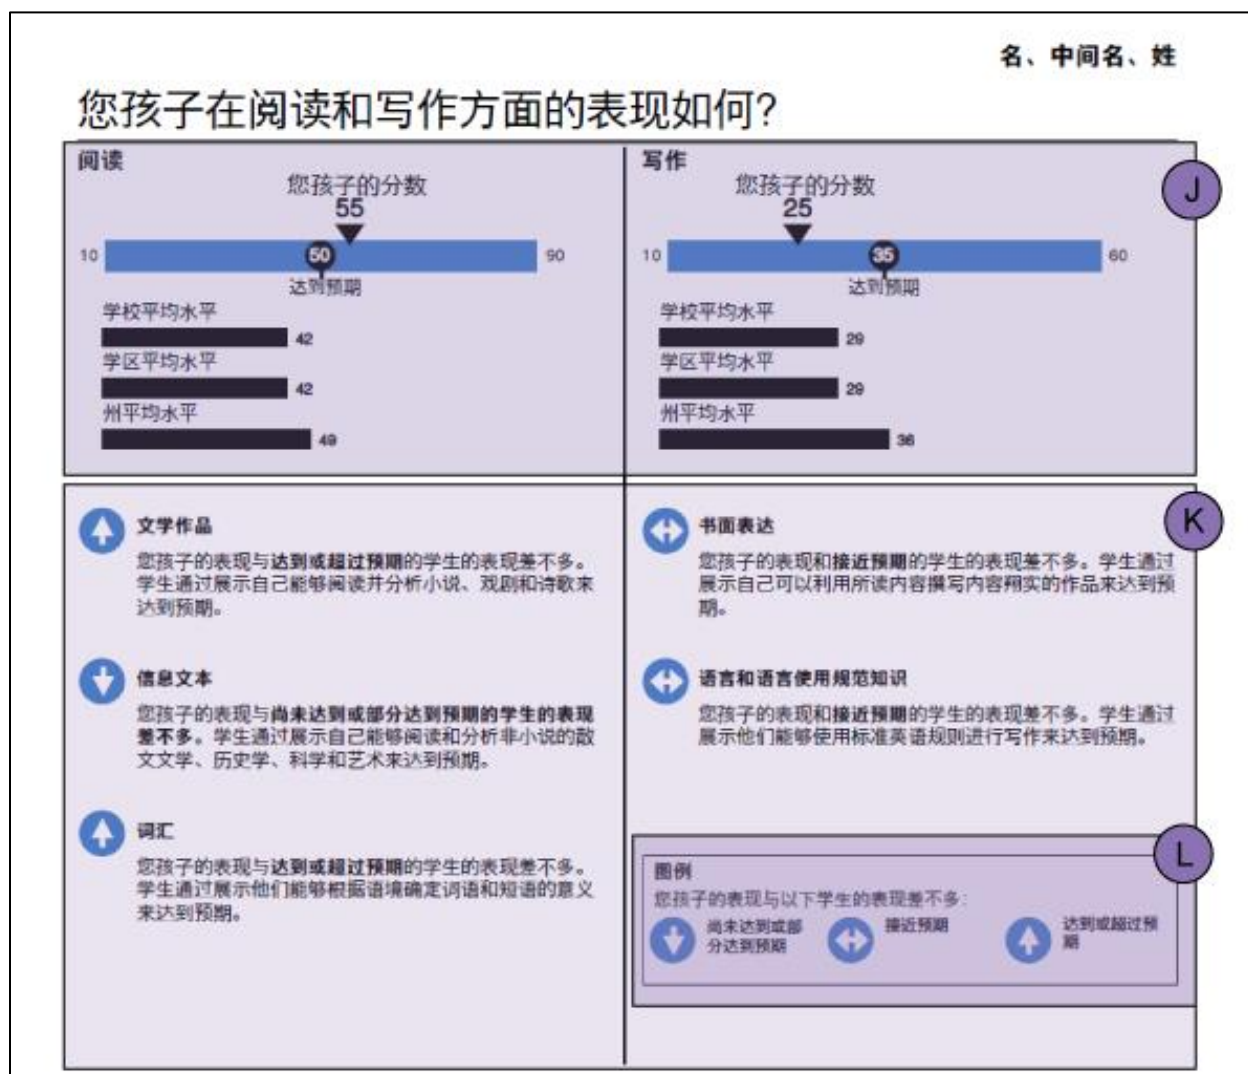 名、中间名、姓
您孩子在阅读和写作方面的表现如何?
阅读
您孩子的分数
55
10
50
90
达到预期
学校平均水平
42
学区平均水平
42
州平均水平
49
写作
您孩子的分数
25
10
35
60
达到预期
学校平均水平
29
学区平均水平
29
州平均水平
36
J
文学作品
您孩子的表现与达到或超过预期的学生的表现差不多。
学生通过展示自己能够阅读并分析小说、戏剧和诗歌来
达到预期。
信息文本
您孩子的表现与尚未达到或部分达到预期的学生的表现
差不多。学生通过展示自己能够阅读和分析非小说的散
文文学、历史学、科学和艺术来达到预期。
词汇
您孩子的表现与达到或超过预期的学生的表现差不多。
学生通过展示他们能够根据语境确定词语和短语的意义
来达到预期。
K
书面表达
您孩子的表现和接近预期的学生的表现差不多。学生通过
展示自己可以利用所读内容撰写内容翔实的作品来达到预
期。
语言和语言使用规范知识
您孩子的表现和接近预期的学生的表现差不多。学生通过
展示他们能够使用标准英语规则进行写作来达到预期。
L
图例
您孩子的表现与以下学生的表现差不多:
尚未达到或部
分达到预期
接近预期
达到或超过预
期